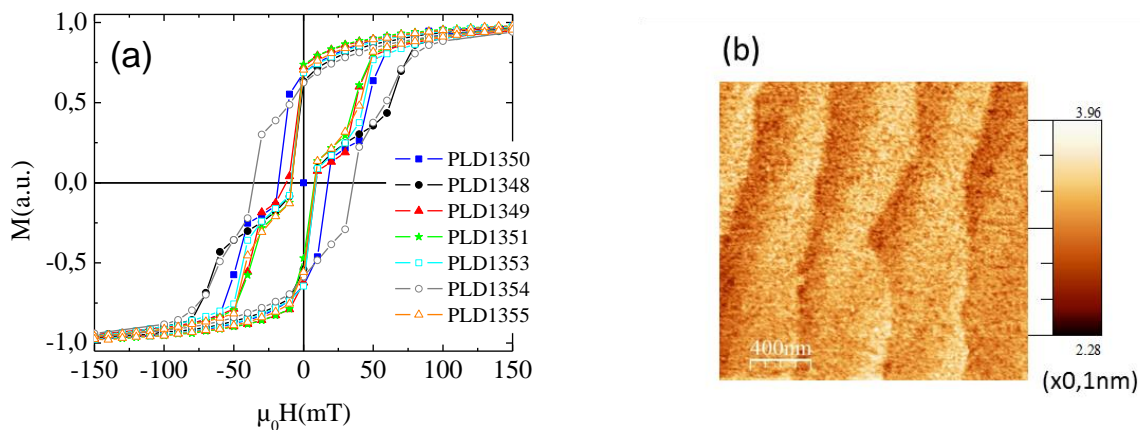 (a)
M(a.u.)
1,0
0,5
0,0
-0,5
-1,0
PLD1350
PLD1348
PLD1349
PLD1351
PLD1353
PLD1354
PLD1355
-150 -100 -50 0 50 100 150
μ0H(mT)
(b)
3.96
400nm
2.28
(x0,1nm)